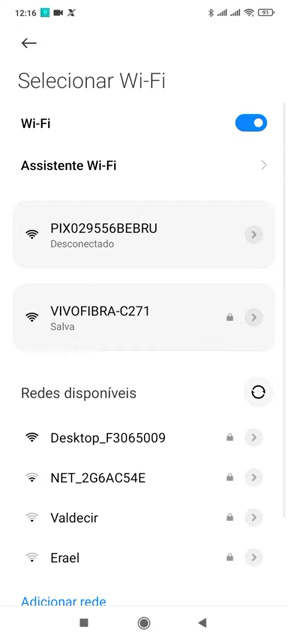 12:16
91
Selecionar Wi-Fi
Wi-Fi
Assistente Wi-Fi
PIX029556BEBRU
Desconectado
VIVOFIBRA-C271
Salva
Redes disponíveis
Desktop_F3065009
NET_2G6AC54E
Valdecir
Erael
Adicionar rede